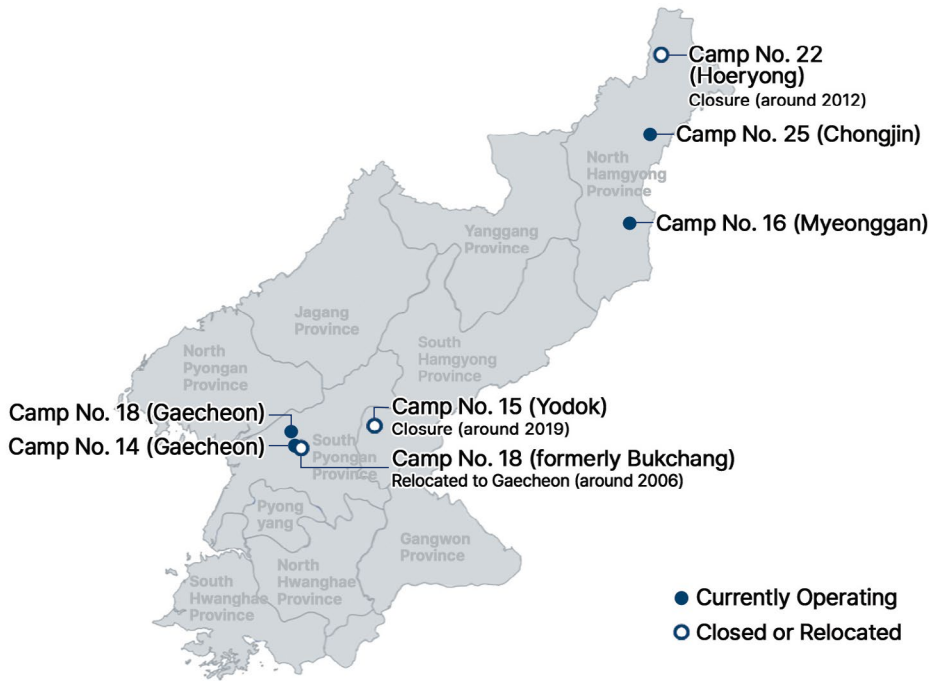 Camp No. 22
(Hoeryong)
Closure (around 2012)
Camp No. 25 (Chongjin)
North
Hamgyong
Province
Camp No. 16 (Myeonggan)
Yanggang
Province
Jagang
Province
South
Hamgyong
Province
North
Pyongan
Province
Camp No. 18 (Gaecheon)
Camp No. 14 (Gaecheon)
Camp No. 15 (Yodok)
Closure (around 2019)
South
Pyongan
Province
Camp No. 18 (formerly Bukchang)
Relocated to Gaecheon (around 2006)
Pyong
yang
Gangwon
Province
North
Hwanghae
Province
South
Hwanghae
Province
Currently Operating
Closed or Relocated